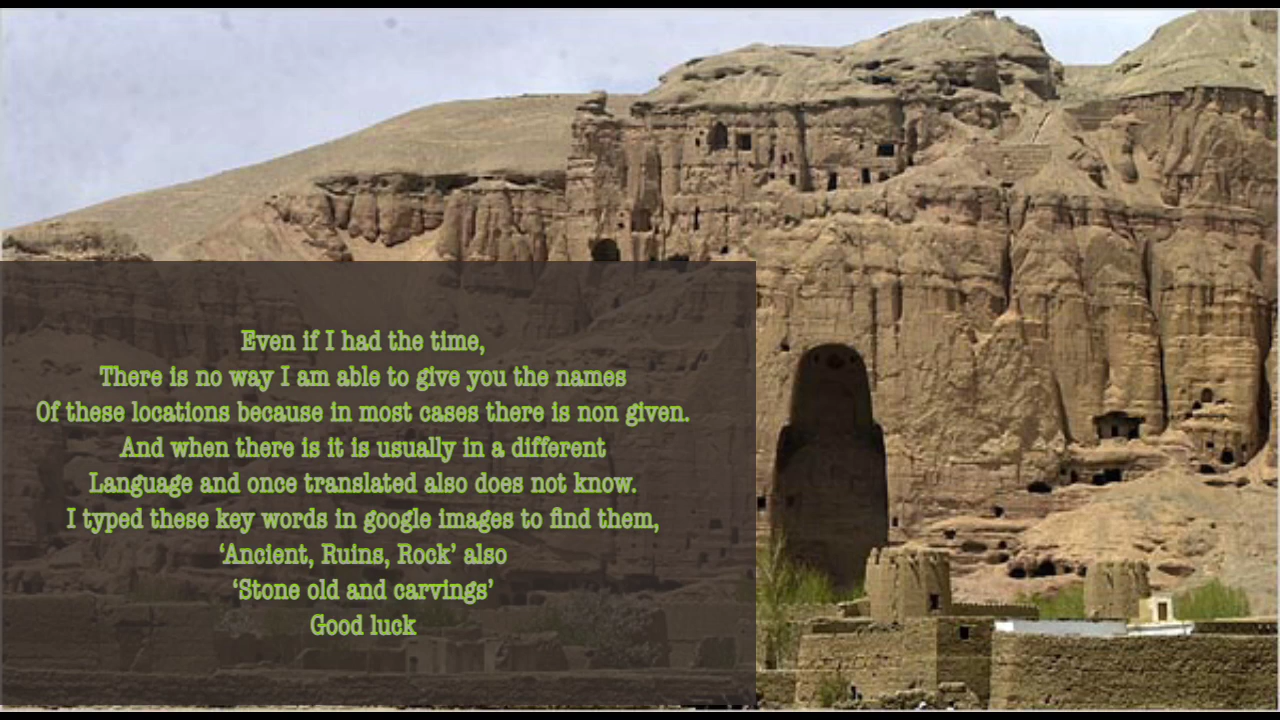 Even if I had the time,
There is no way I am able to give you the names
Of these locations because in most cases there is non given.
And when there is it is usually in a different
Language and once translated also does not know.
I typed these key words in google images to find them,
‘Ancient, Ruins, Rock’ also
‘Stone old and carvings’
Good luck